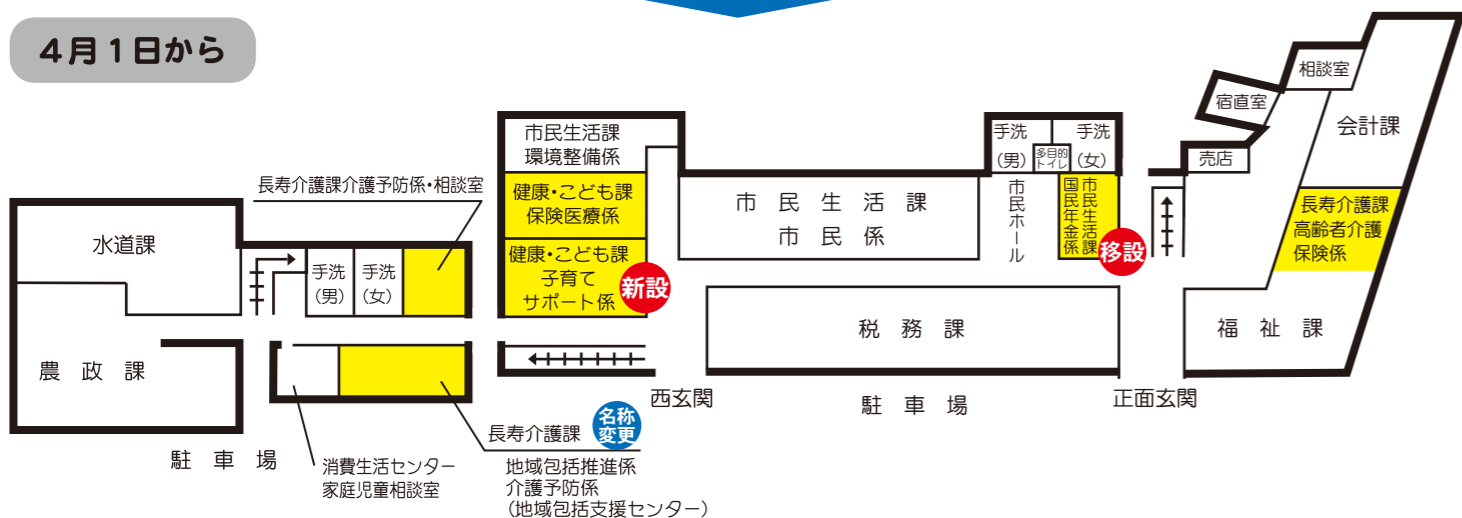 4月1日から
水道課
農政課
駐車場
長寿介護課介護予防係・相談室
手洗
(男)
手洗
(女)
消費生活センター
家庭児童相談室
長寿介護課
名称
変更
地域包括推進係
介護予防係
(地域包括支援センター)
市民生活課
環境整備係
健康・こども課
保険医療係
健康・こども課
子育て
サポート係
新設
西玄関
市民生活課
市民係
税務課
駐車場
手洗
(男)
多目的
トイレ
手洗
(女)
市民ホール
市民生活課
国民年金係
移設
正面玄関
宿直室
相談室
売店
会計課
長寿介護課
高齢者介護
保険係
福祉課